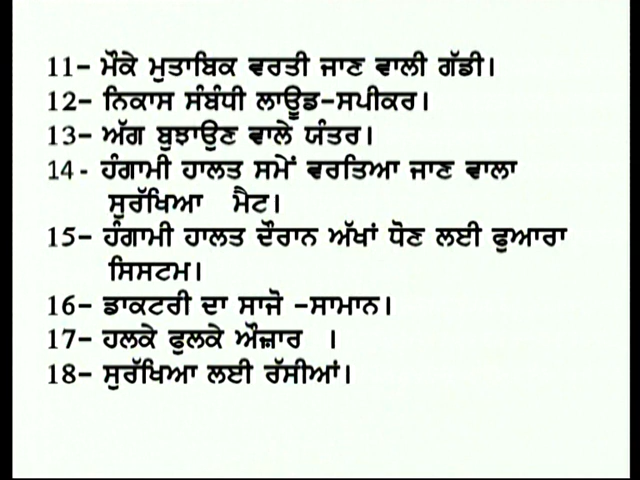 11– ਮੌਕੇ ਮੁਤਾਬਿਕ ਵਰਤੀ ਜਾਣ ਵਾਲੀ ਗੱਡੀ।
12– ਨਿਕਾਸ ਸੰਬੰਧੀ ਲਾਊਡ–ਸਪੀਕਰ।
13– ਅੱਗ ਬੁਝਾਉਣ ਵਾਲੇ ਯੰਤਰ।
14 - ਹੰਗਾਮੀ ਹਾਲਤ ਸਮੇਂ ਵਰਤਿਆ ਜਾਣ ਵਾਲਾ
ਸੁਰੱਖਿਆ ਮੈਟ।
15– ਹੰਗਾਮੀ ਹਾਲਤ ਦੌਰਾਨ ਅੱਖਾਂ ਧੋਣ ਲਈ ਫੁਆਰਾ
ਸਿਸਟਮ।
16– ਡਾਕਟਰੀ ਦਾ ਸਾਜੋ –ਸਾਮਾਨ।
17– ਹਲਕੇ ਫੁਲਕੇ ਔਜ਼ਾਰ ।
18– ਸੁਰੱਖਿਆ ਲਈ ਰੱਸੀਆਂ।